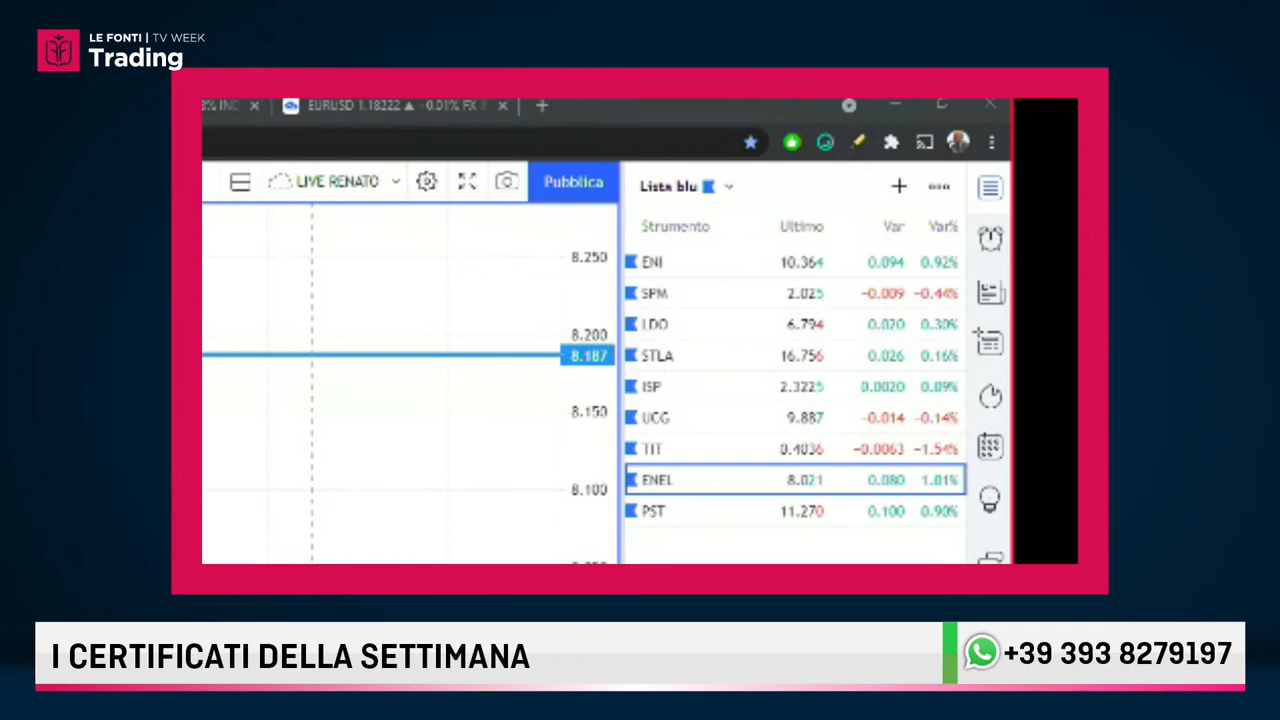 LE FONTI | TV WEEK
Trading
EURUSD 1.18222 ▲ -0.01% FX
LIVE RENATO
Pubblica
Lista blu
Strumento Ultimo Var Var%
ENI 10.364 0.094 0.92%
SPM 2.025 -0.009 -0.44%
LDO 6.794 0.020 0.30%
STLA 16.756 0.026 0.16%
ISP 2.3225 0.0020 0.09%
UCG 9.887 -0.014 -0.14%
TIT 0.4036 -0.0063 -1.54%
ENEL 8.021 0.080 1.01%
PST 11.270 0.100 0.90%
8.250
8.200
8.187
8.150
8.100
I CERTIFICATI DELLA SETTIMANA
+39 393 8279197